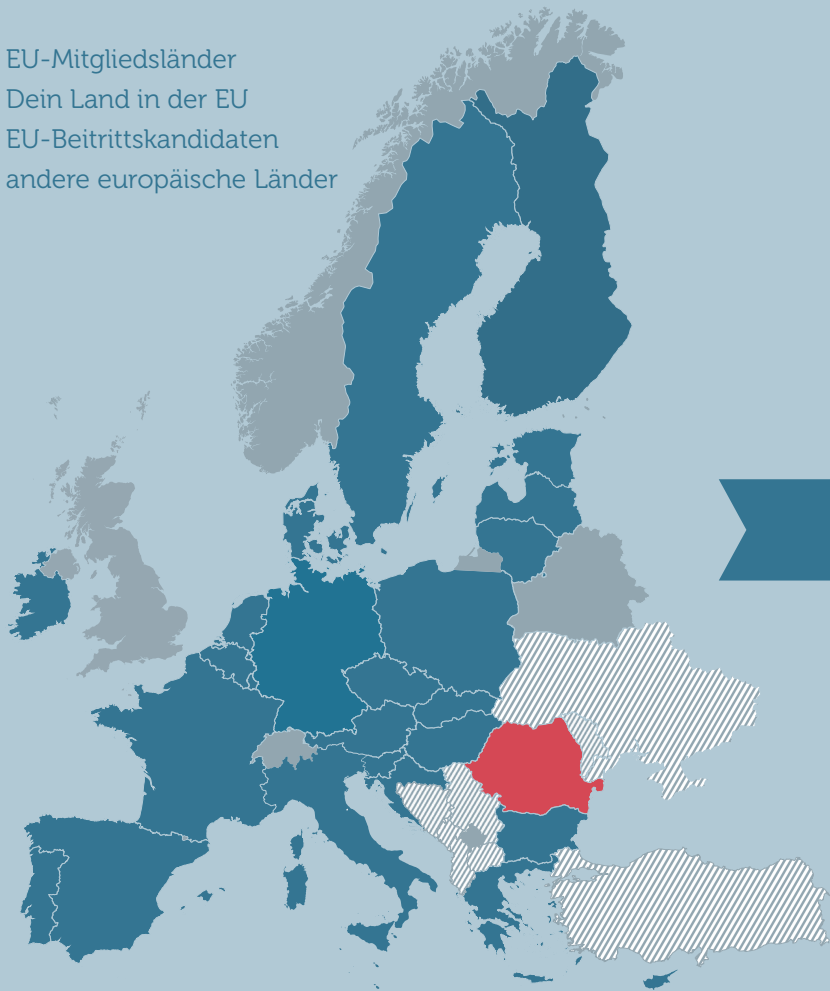 EU-Mitgliedsländer
Dein Land in der EU
EU-Beitrittskandidaten
andere europäische Länder